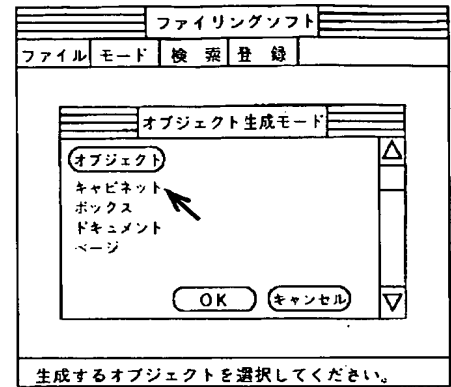 ファイリングソフト
ファイル モード 検索 登録
オブジェクト生成モード
オブジェクト
キャビネット
ボックス
ドキュメント
ページ
OK キャンセル
生成するオブジェクトを選択してください。